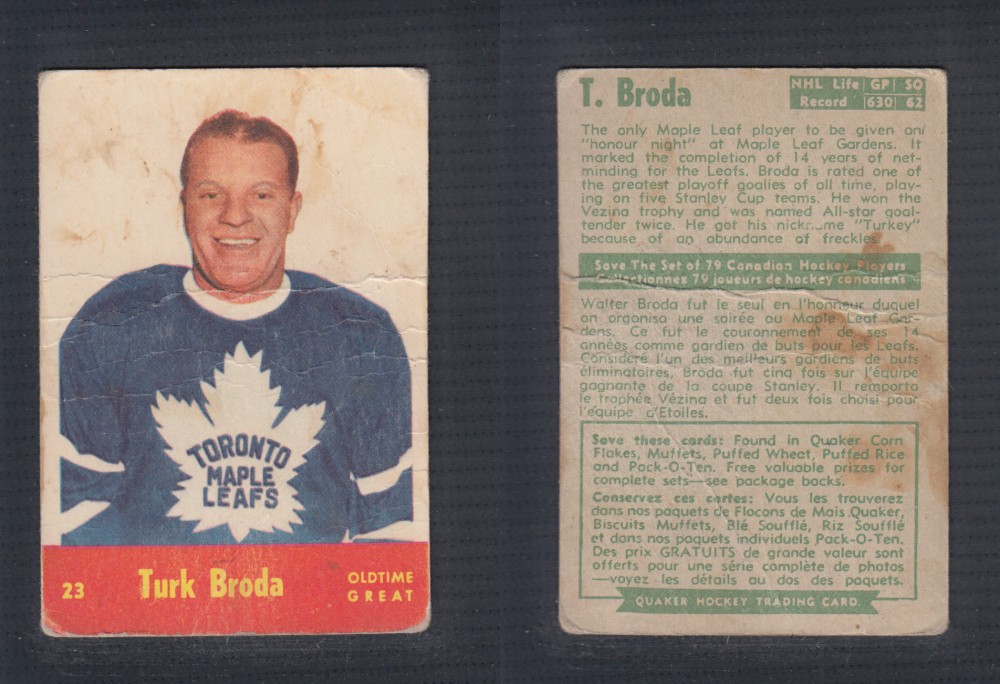 TORONTO
MAPLE
LEAFS
23 Turk Broda OLDTIME
GREAT
T. Broda NHL Life GP SO
Record 630 62
The only Maple Leaf player to be given an
"honour night" at Maple Leaf Gardens. It
marked the completion of 14 years of net-
minding for the Leafs. Broda is rated one of
the greatest playoff goalies of all time, play-
ing on five Stanley Cup teams. He won the
Vezina trophy and was named All-star goal-
tender twice. He got his nickname "Turkey"
because of an abundance of freckles
Save The Set of 79 Canadian Hockey Players
Collectionnez 79 joueurs de hockey canadiens
Walter Broda fut le seul en l'honneur duquel
on organisa une soirée au Maple Leaf Gar-
dens. Ce fut le couronnement de ses 14
années comme gardien de buts pour les Leafs.
Considéré l'un des meilleurs gardiens de buts
éliminatoires, Broda fut cinq fois sur l'équipe
gagnante de la coupe Stanley. Il remporta
le trophée Vézina et fut deux fois choisi pour
l'équipe d'Etoiles.
Save these cards: Found in Quaker Corn
Flakes, Muffets, Puffed Wheat, Puffed Rice
and Pack-O-Ten. Free valuable prizes for
complete sets—see package backs.
Conservez ces cartes: Vous les trouverez
dans nos paquets de Flocons de Mais Quaker,
Biscuits Muffets, Blé Soufflé, Riz Soufflé
et dans nos paquets individuels Pack-O-Ten.
Des prix GRATUITS de grande valeur sont
offerts pour une série complète de photos
—voyez les détails au dos des paquets.
QUAKER HOCKEY TRADING CARD